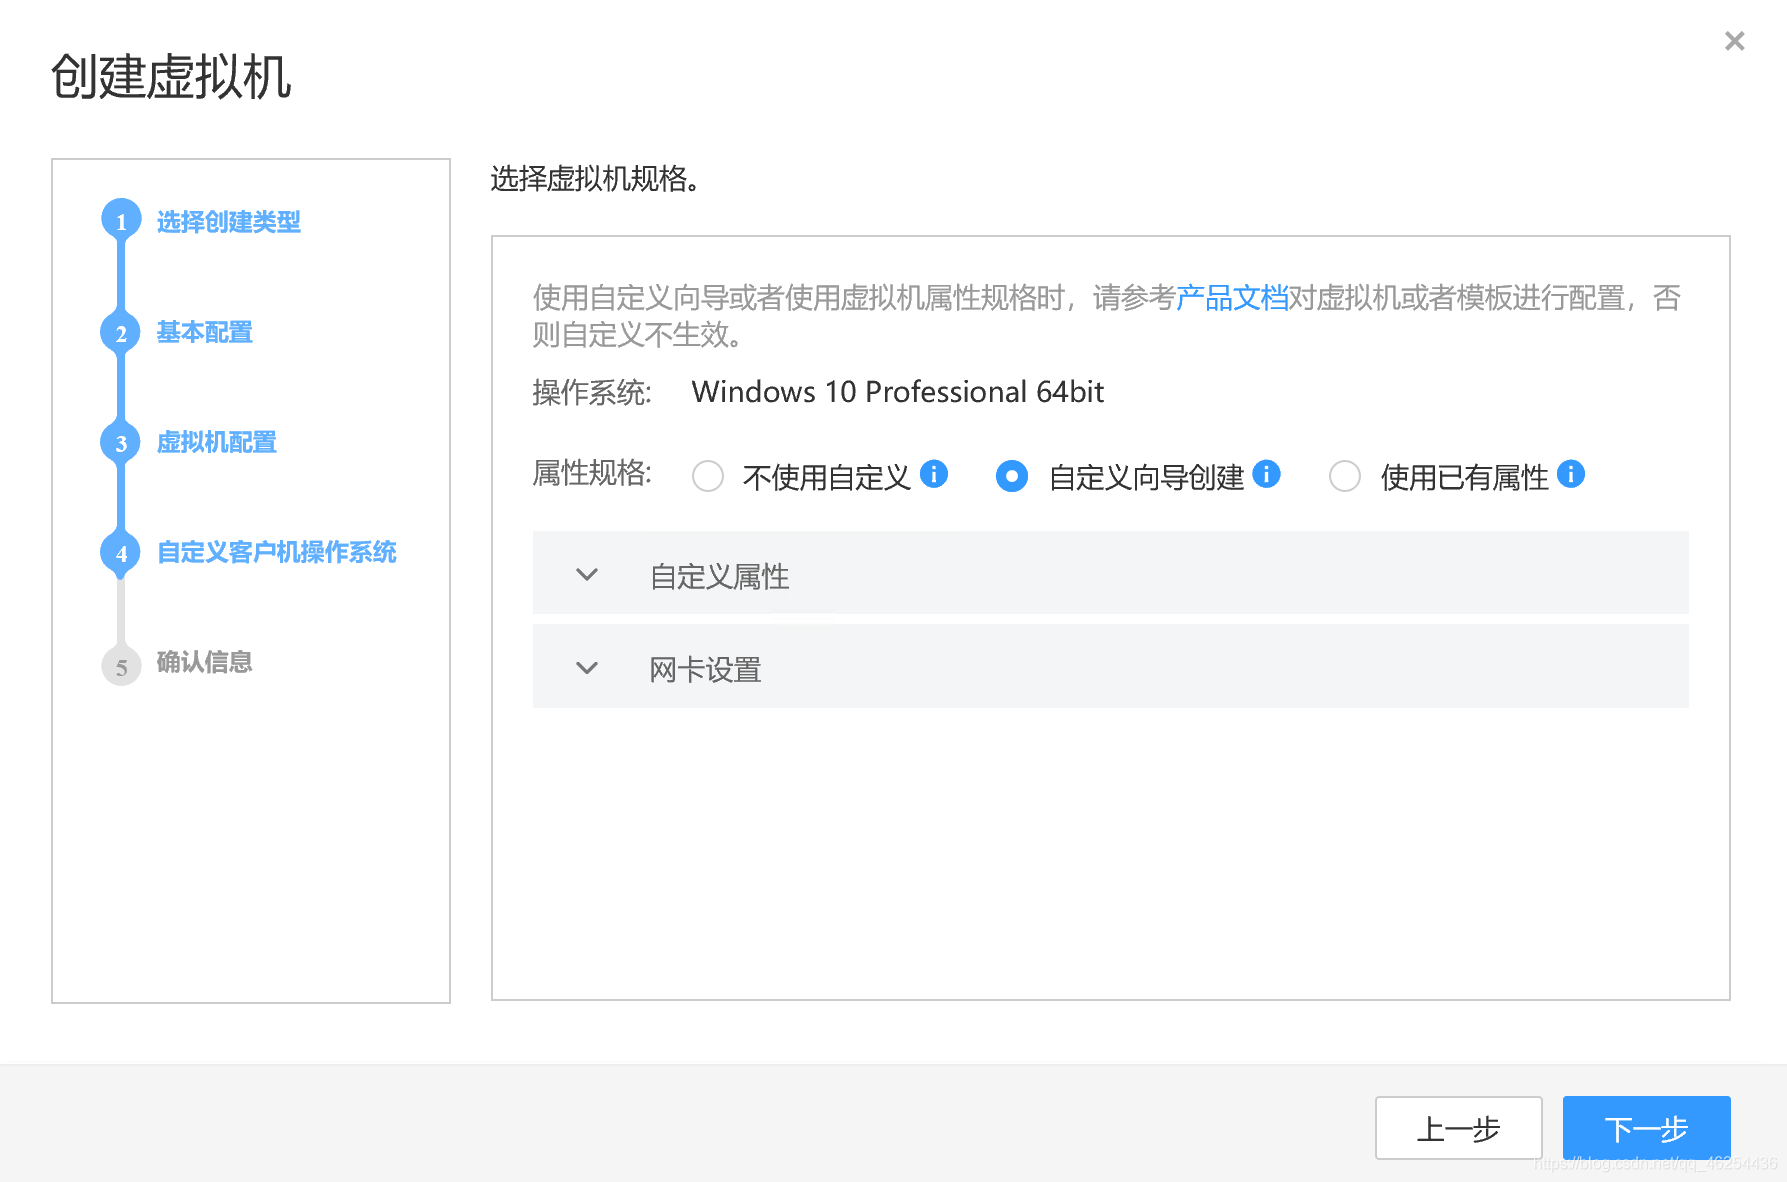 创建虚拟机
1 选择创建类型
2 基本配置
3 虚拟机配置
4 自定义客户机操作系统
5 确认信息
选择虚拟机规格。
使用自定义向导或者使用虚拟机属性规格时，请参考产品文档对虚拟机或者模板进行配置，否
则自定义不生效。
操作系统: Windows 10 Professional 64bit
属性规格: 不使用自定义 自定义向导创建 使用已有属性
自定义属性
网卡设置
上一步 下一步
https://blog.csdn.net/qq_46254436